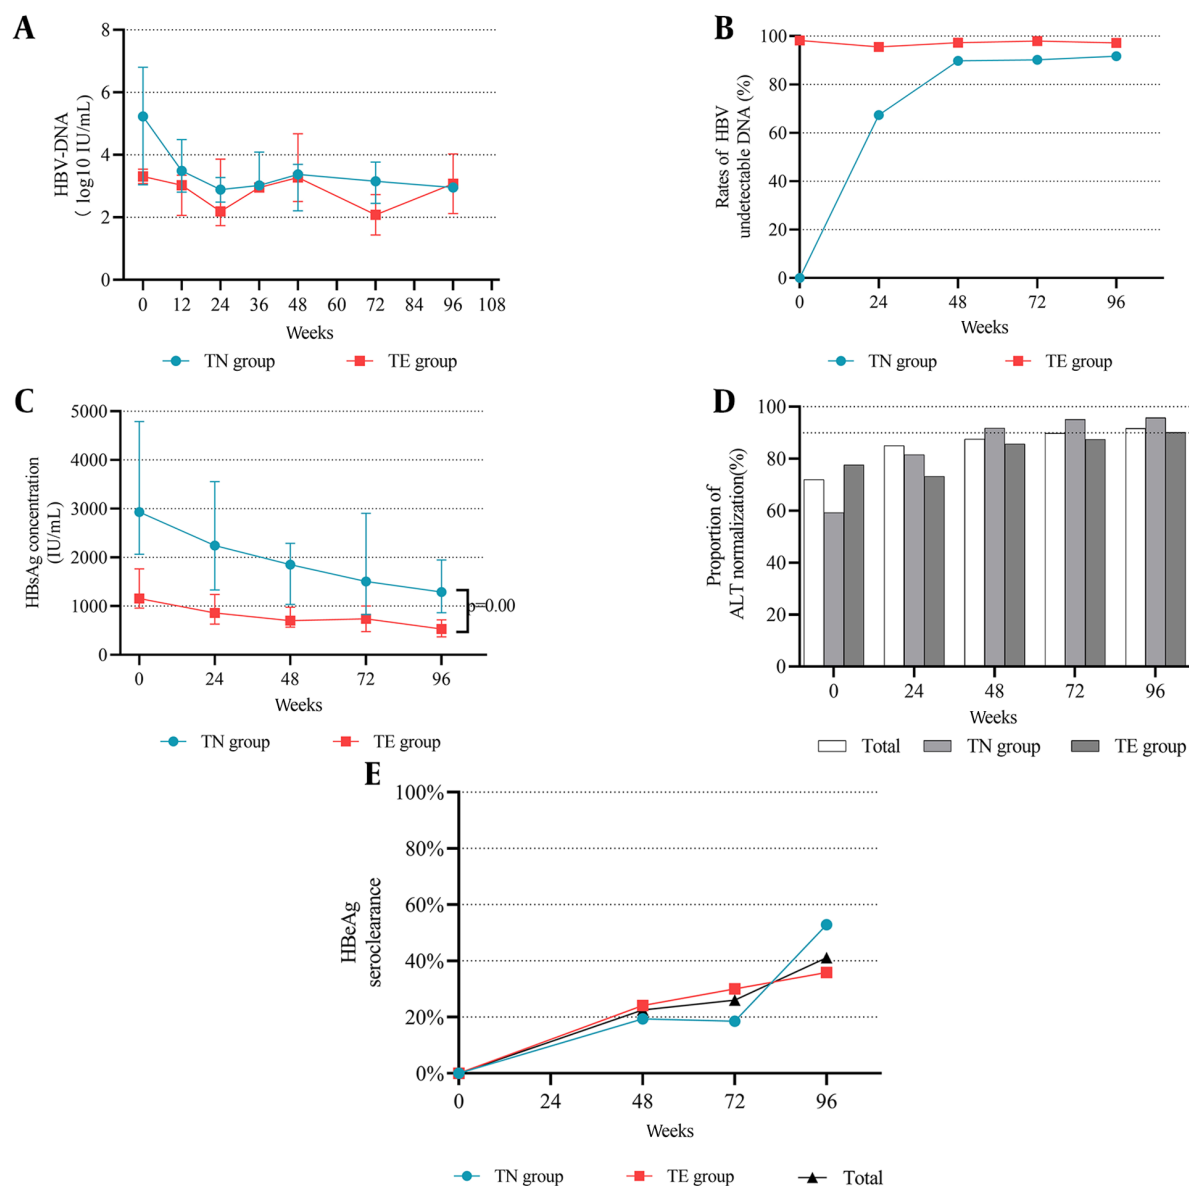 A
8
6
4
2
0
HBV-DNA
( log10 IU/mL)
0 12 24 36 48 60 72 84 96 108
Weeks
TN group TE group
B
100
80
60
40
20
0
Rates of HBV
undetectable DNA (%)
0 24 48 72 96
Weeks
TN group TE group
C
5000
4000
3000
2000
1000
0
HBsAg concentration
(IU/mL)
p=0.00
0 24 48 72 96
Weeks
TN group TE group
D
100
80
60
40
20
0
Proportion of
ALT normalization(%)
0 24 48 72 96
Weeks
Total TN group TE group
E
100%
80%
60%
40%
20%
0%
HBeAg
seroclearance
0 24 48 72 96
Weeks
TN group TE group Total